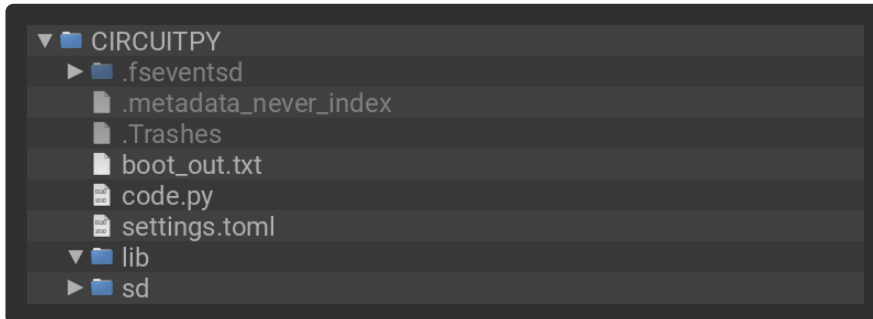 CIRCUITPY
.fseventsd
.metadata_never_index
.Trashes
boot_out.txt
code.py
settings.toml
lib
sd